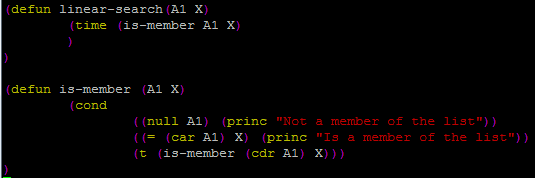 (defun linear-search(A1 X)
(time (is-member A1 X)
)
)
(defun is-member (A1 X)
(cond
((null A1) (princ "Not a member of the list"))
((= (car A1) X) (princ "Is a member of the list"))
(t (is-member (cdr A1) X)))
)